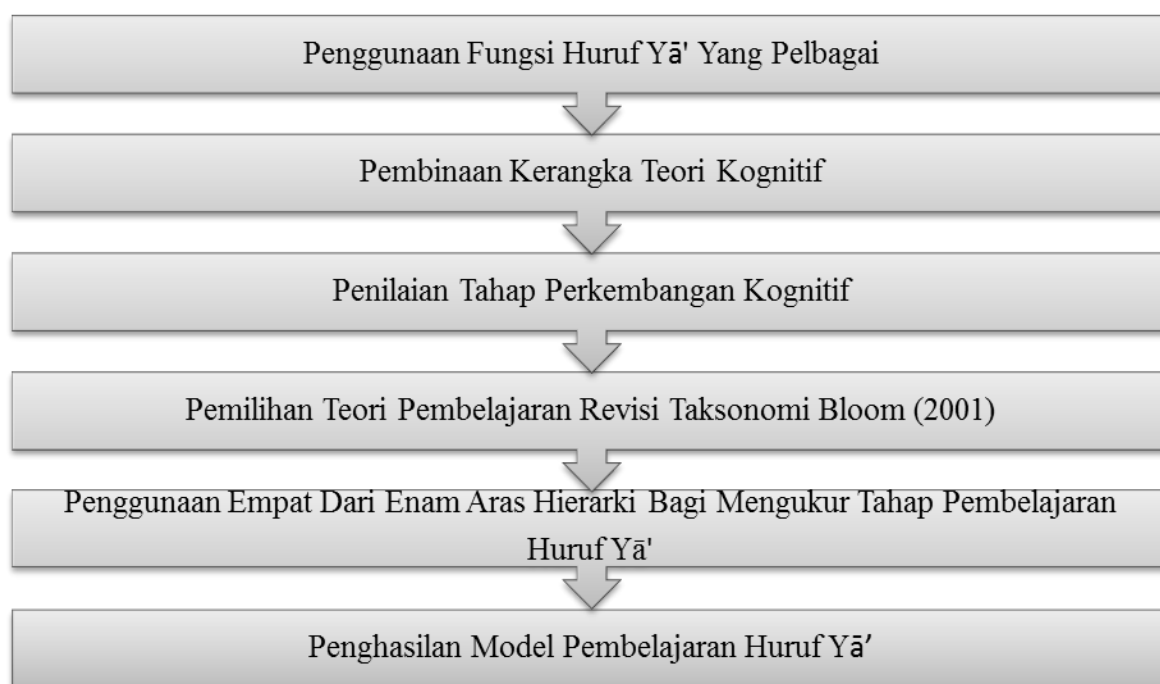 Penggunaan Fungsi Huruf Yā' Yang Pelbagai
Pembinaan Kerangka Teori Kognitif
Penilaian Tahap Perkembangan Kognitif
Pemilihan Teori Pembelajaran Revisi Taksonomi Bloom (2001)
Penggunaan Empat Dari Enam Aras Hierarki Bagi Mengukur Tahap Pembelajaran
Huruf Yā'
Penghasilan Model Pembelajaran Huruf Yā’